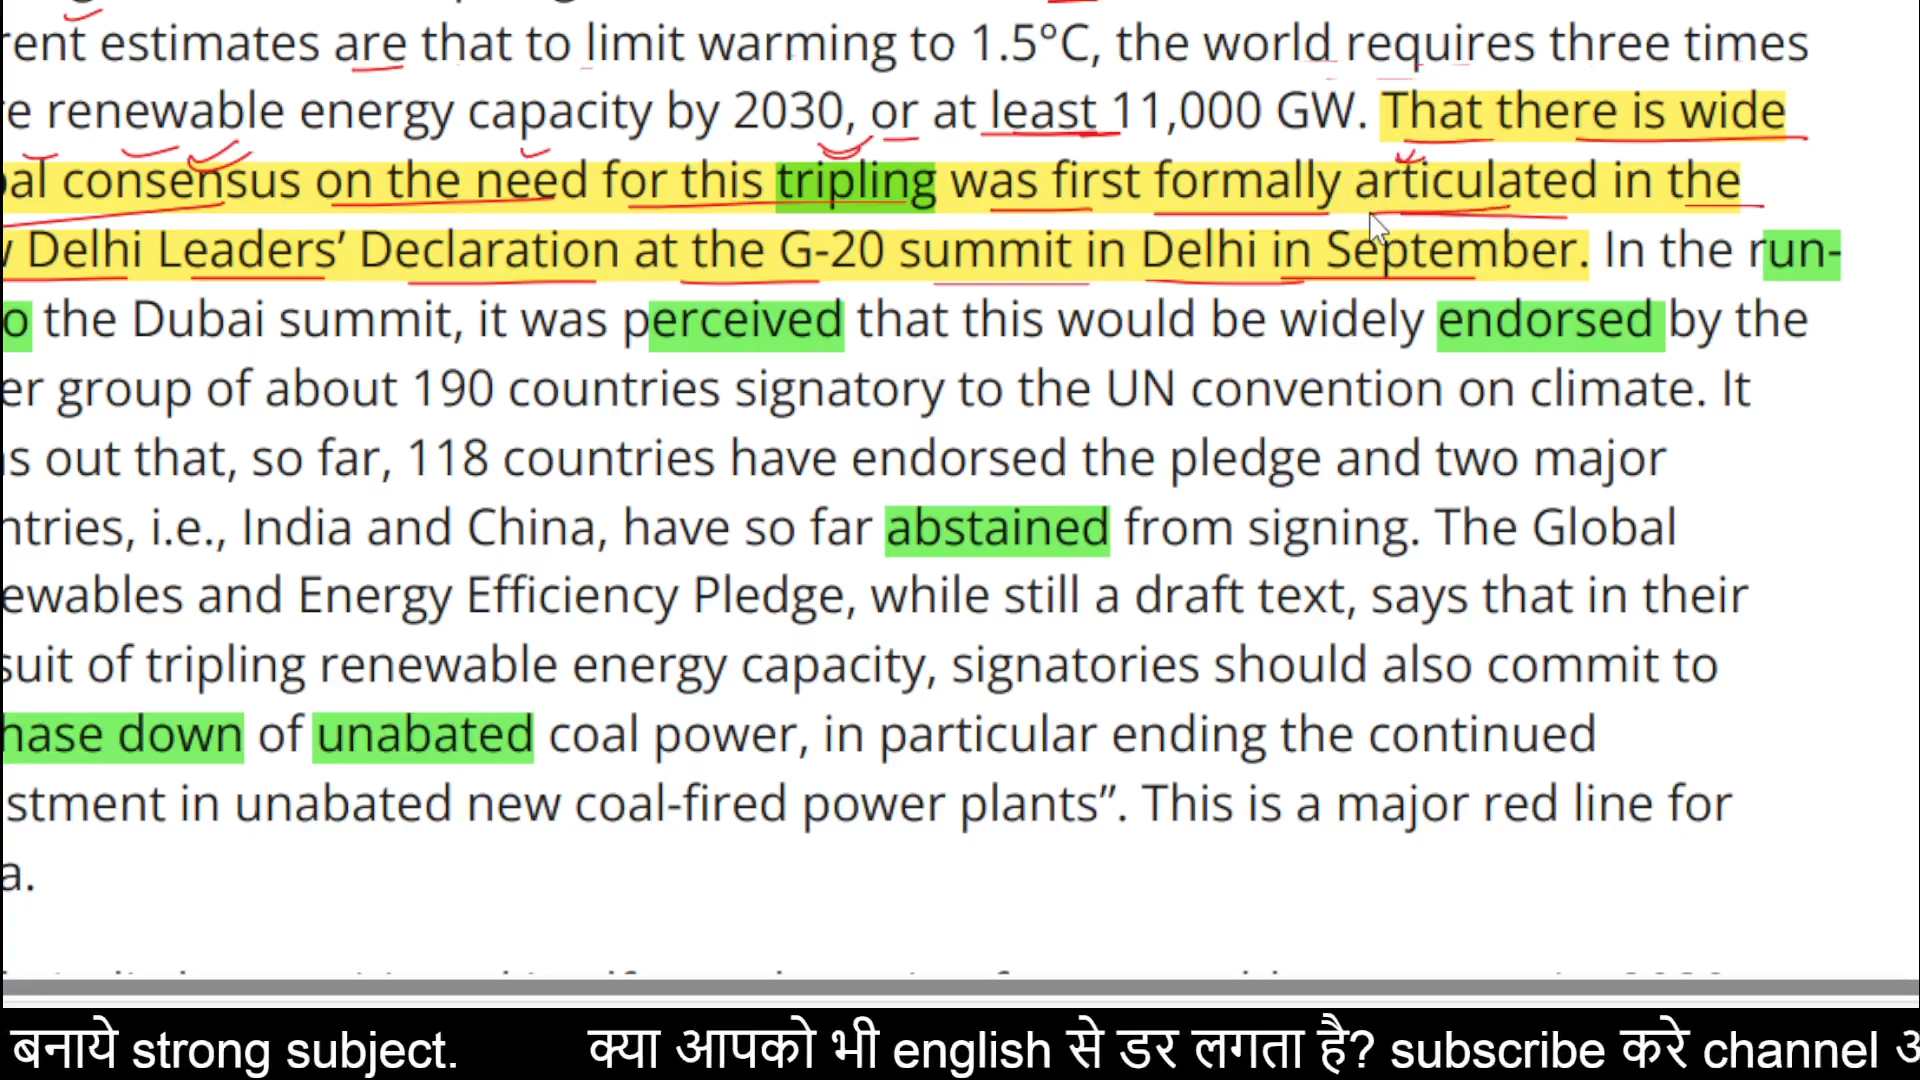 rent estimates are that to limit warming to 1.5°C, the world requires three times
e renewable energy capacity by 2030, or at least 11,000 GW. That there is wide
al consensus on the need for this tripling was first formally articulated in the
Delhi Leaders’ Declaration at the G-20 summit in Delhi in September. In the run-
o the Dubai summit, it was perceived that this would be widely endorsed by the
er group of about 190 countries signatory to the UN convention on climate. It
s out that, so far, 118 countries have endorsed the pledge and two major
ntries, i.e., India and China, have so far abstained from signing. The Global
ewables and Energy Efficiency Pledge, while still a draft text, says that in their
suit of tripling renewable energy capacity, signatories should also commit to
hase down of unabated coal power, in particular ending the continued
stment in unabated new coal-fired power plants”. This is a major red line for
a.
बनाये strong subject. क्या आपको भी english से डर लगता है? subscribe करे channel